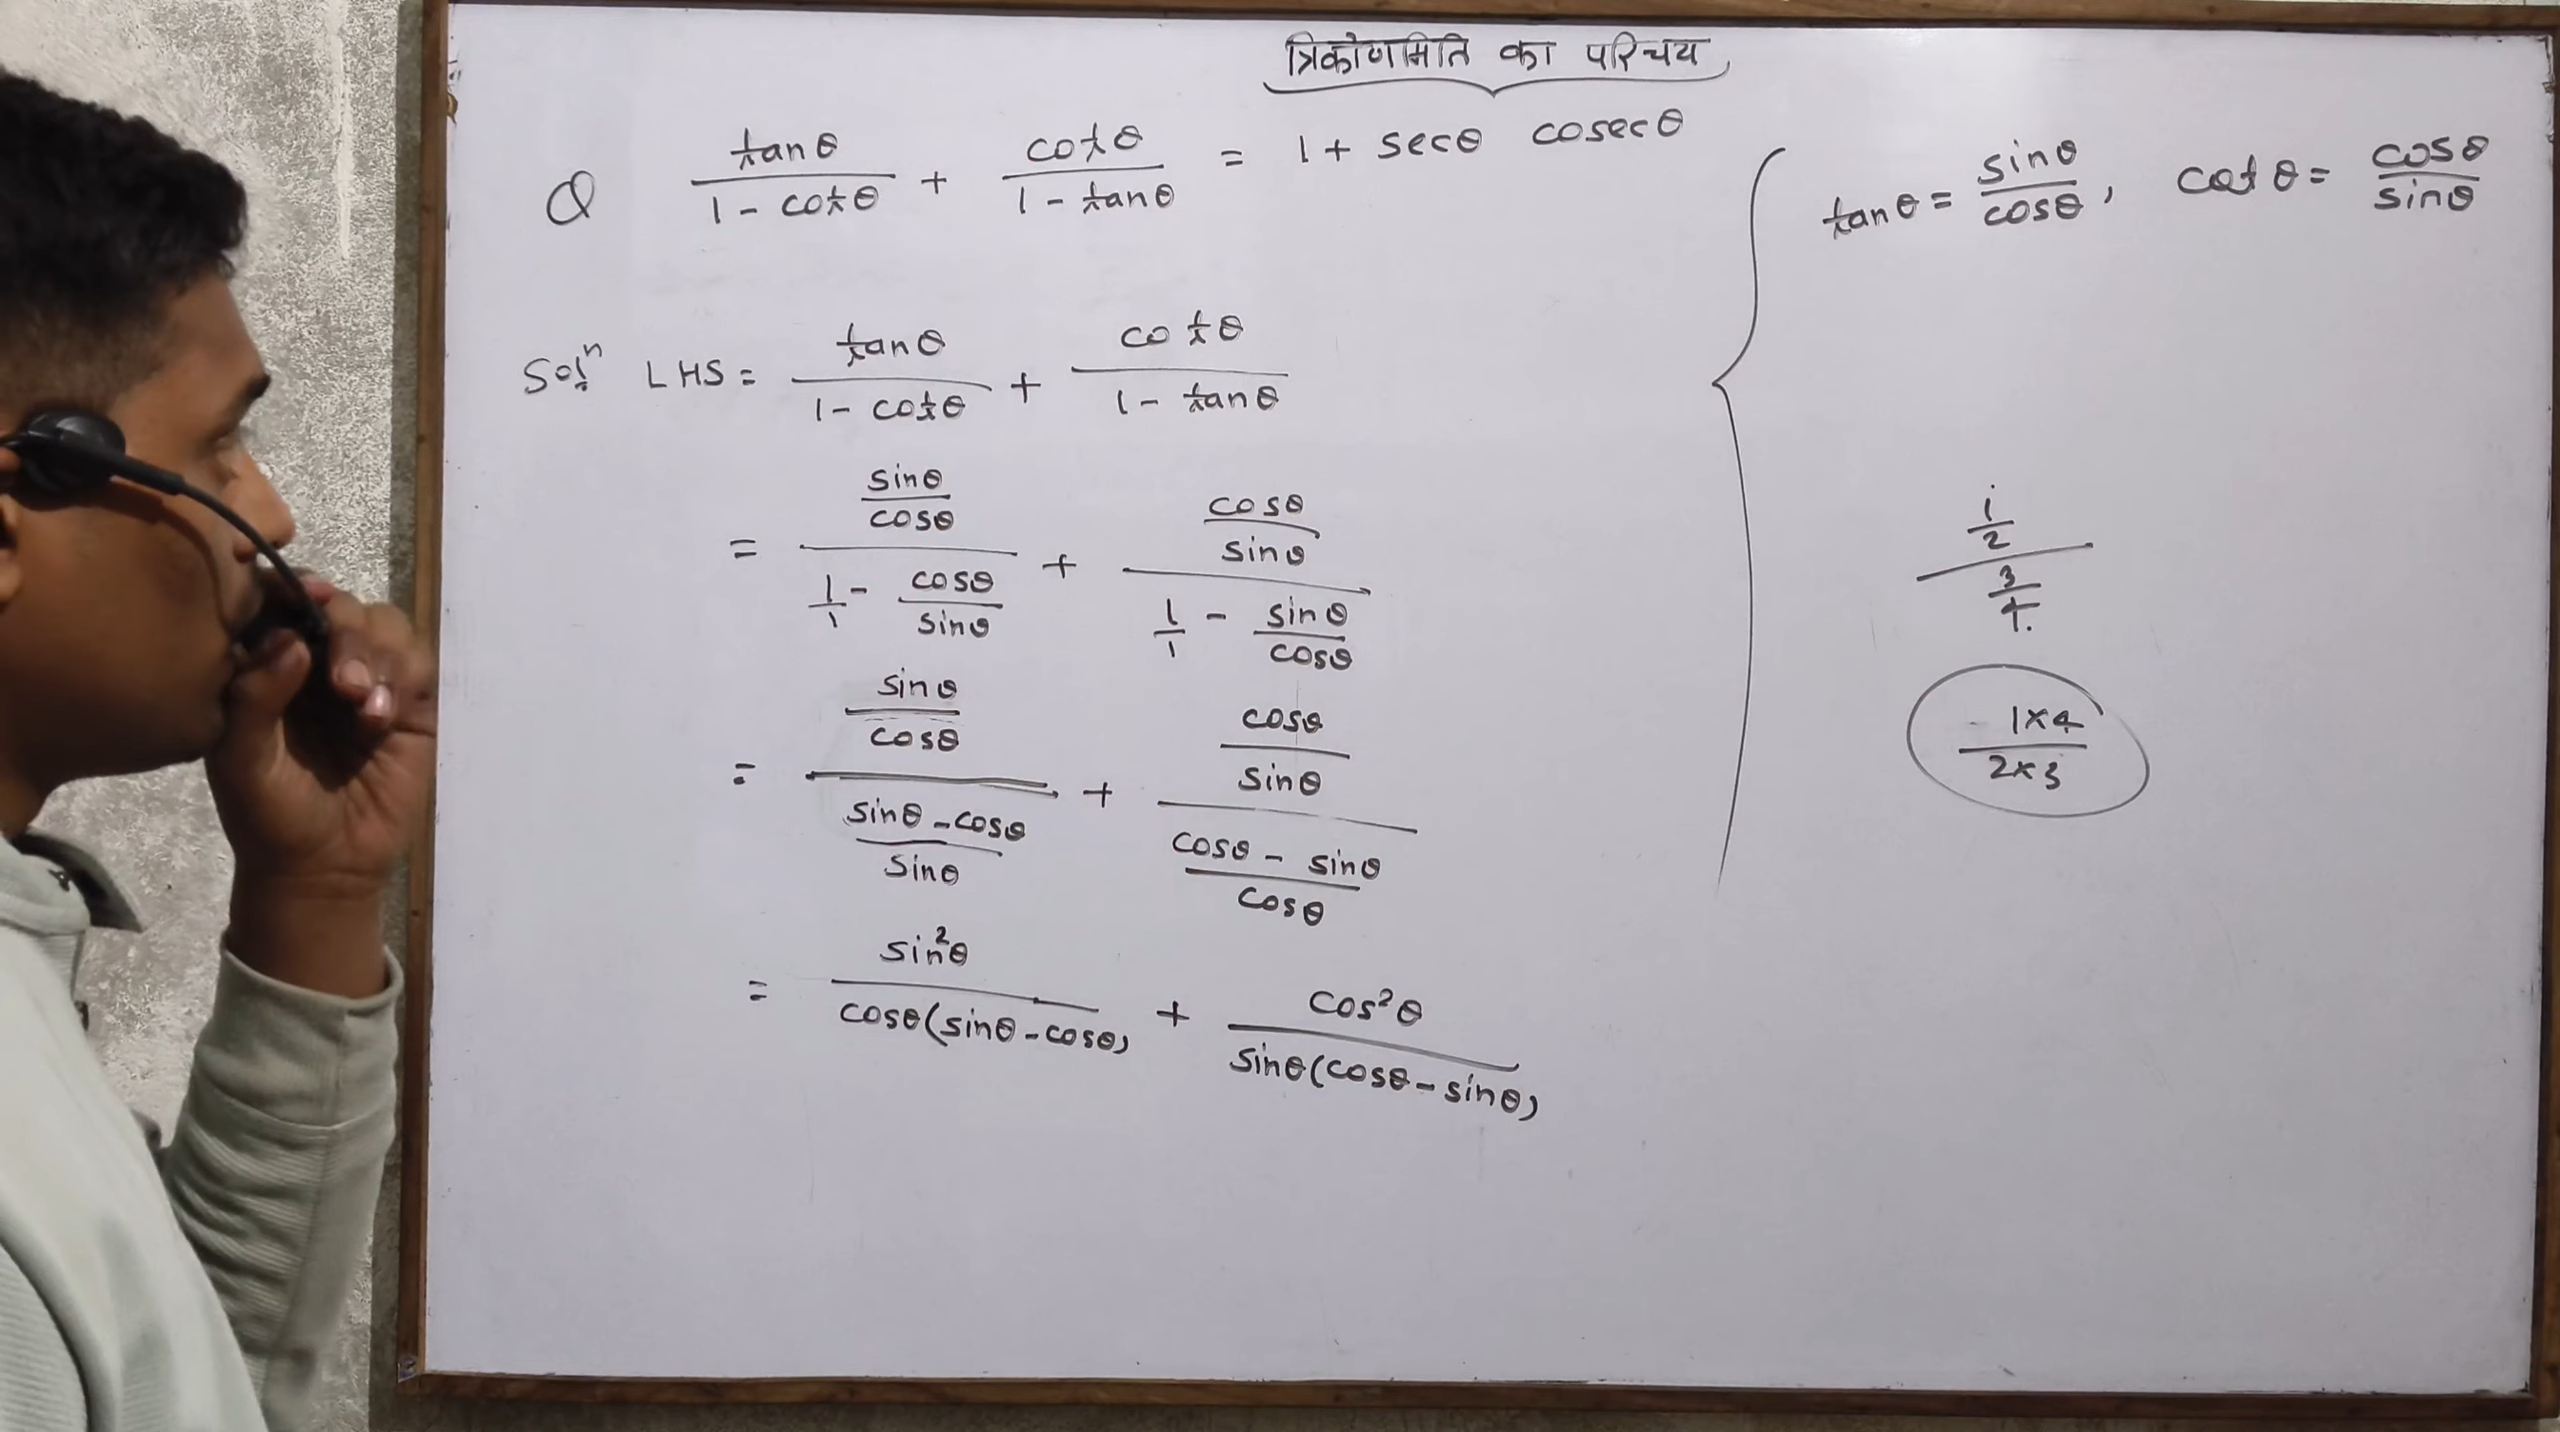 त्रिकोणमिति का परिचय
Q tanθ/(1 - cotθ) + cotθ/(1 - tanθ) = 1 + secθ cosecθ
Solⁿ LHS = tanθ/(1 - cotθ) + cotθ/(1 - tanθ)
= (sinθ/cosθ)/(1/1 - cosθ/sinθ) + (cosθ/sinθ)/(1/1 - sinθ/cosθ)
= (sinθ/cosθ)/((sinθ - cosθ)/sinθ) + (cosθ/sinθ)/((cosθ - sinθ)/cosθ)
= sin²θ/cosθ(sinθ - cosθ) + cos²θ/sinθ(cosθ - sinθ)
tanθ = sinθ/cosθ, cotθ = cosθ/sinθ
(1/2)/(3/4)
1×4/2×3